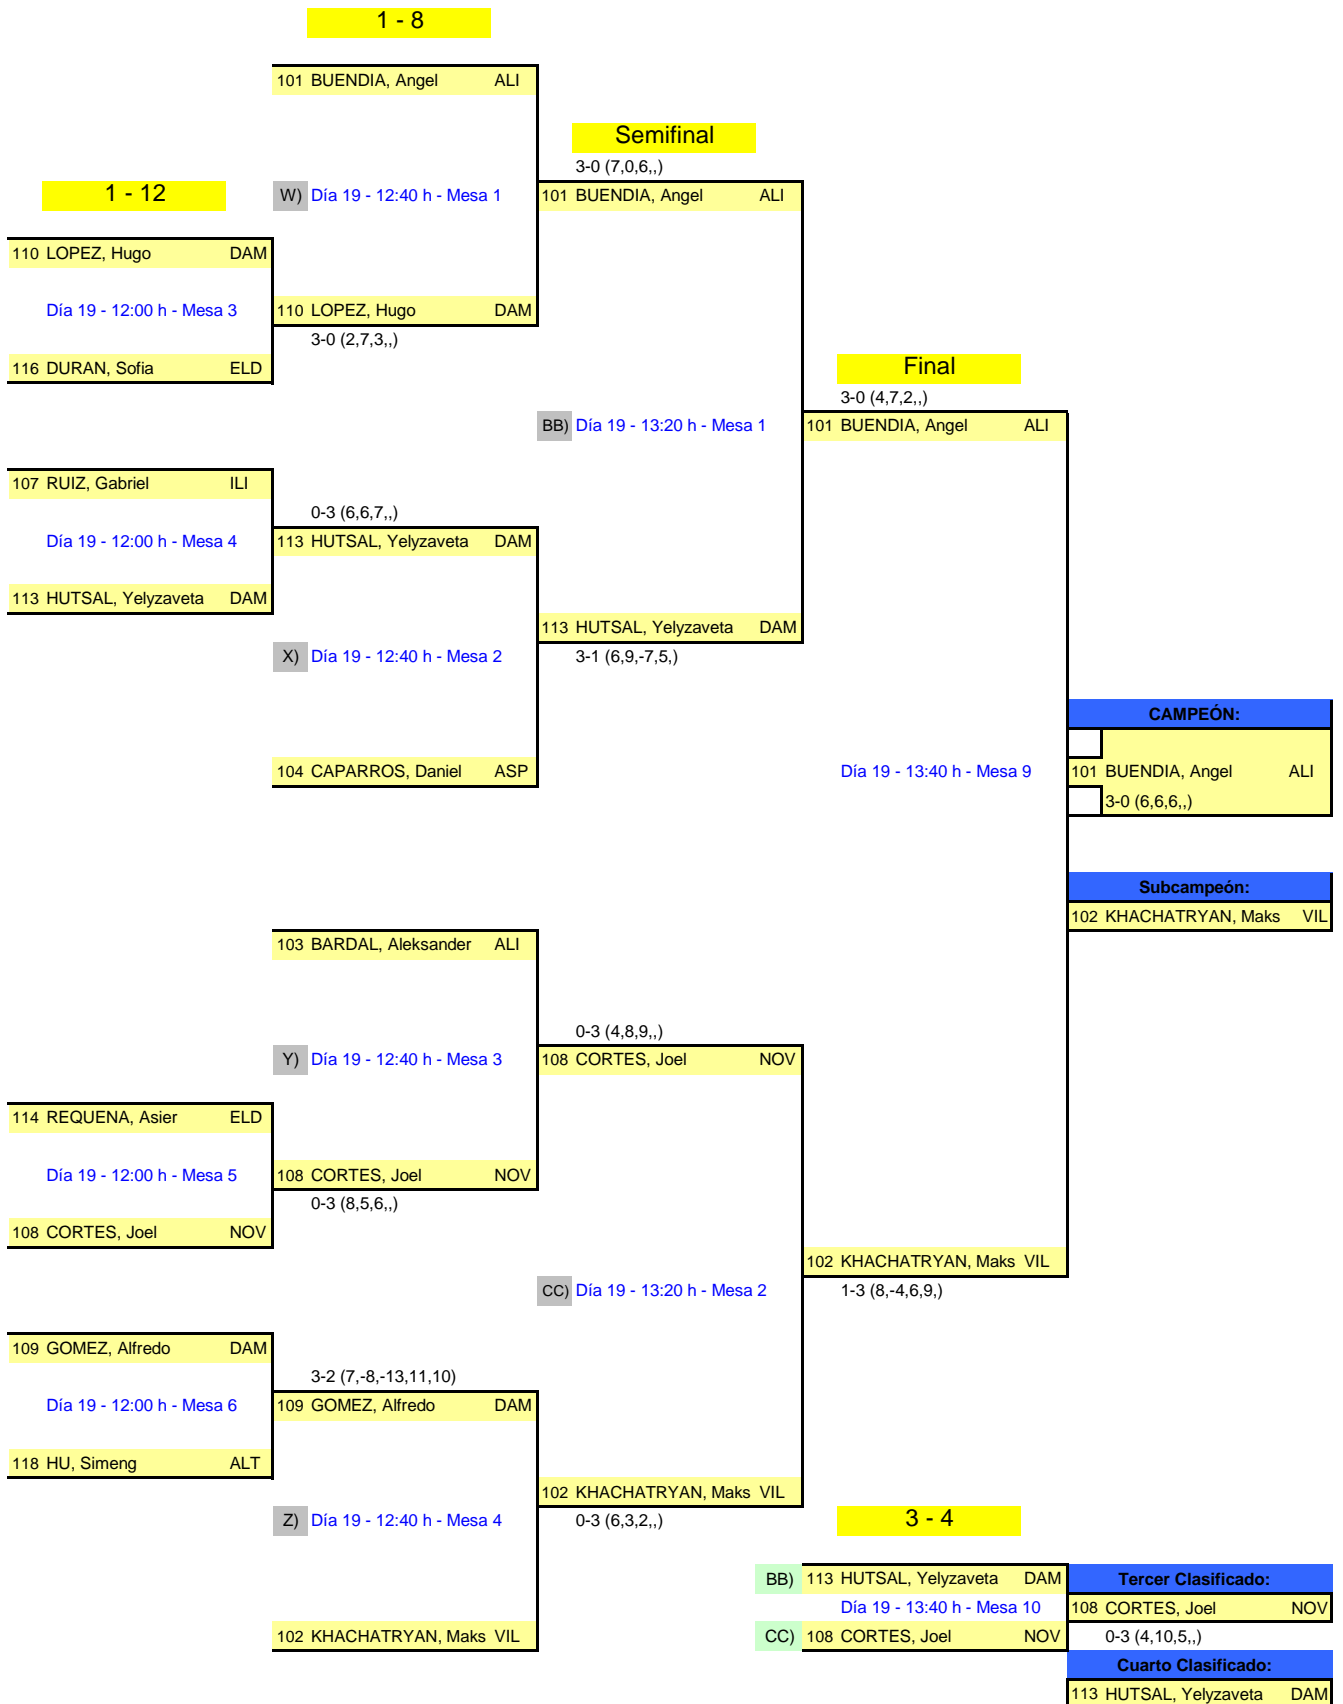 1 - 8
101 BUENDIA, Angel ALI
Semifinal
3-0 (7,0,6,,)
1 - 12
W) Día 19 - 12:40 h - Mesa 1
101 BUENDIA, Angel ALI
110 LOPEZ, Hugo DAM
Día 19 - 12:00 h - Mesa 3
110 LOPEZ, Hugo DAM
3-0 (2,7,3,,)
116 DURAN, Sofia ELD
Final
3-0 (4,7,2,,)
BB) Día 19 - 13:20 h - Mesa 1
101 BUENDIA, Angel ALI
107 RUIZ, Gabriel ILI
0-3 (6,6,7,,)
Día 19 - 12:00 h - Mesa 4
113 HUTSAL, Yelyzaveta DAM
113 HUTSAL, Yelyzaveta DAM
113 HUTSAL, Yelyzaveta DAM
X) Día 19 - 12:40 h - Mesa 2
3-1 (6,9,-7,5,)
CAMPEÓN:
104 CAPARROS, Daniel ASP
Día 19 - 13:40 h - Mesa 9
101 BUENDIA, Angel ALI
3-0 (6,6,6,,)
Subcampeón:
102 KHACHATRYAN, Maks VIL
103 BARDAL, Aleksander ALI
0-3 (4,8,9,,)
Y) Día 19 - 12:40 h - Mesa 3
108 CORTES, Joel NOV
114 REQUENA, Asier ELD
Día 19 - 12:00 h - Mesa 5
108 CORTES, Joel NOV
0-3 (8,5,6,,)
108 CORTES, Joel NOV
102 KHACHATRYAN, Maks VIL
CC) Día 19 - 13:20 h - Mesa 2
1-3 (8,-4,6,9,)
109 GOMEZ, Alfredo DAM
3-2 (7,-8,-13,11,10)
Día 19 - 12:00 h - Mesa 6
109 GOMEZ, Alfredo DAM
118 HU, Simeng ALT
102 KHACHATRYAN, Maks VIL
Z) Día 19 - 12:40 h - Mesa 4
0-3 (6,3,2,,)
3 - 4
BB) 113 HUTSAL, Yelyzaveta DAM
Tercer Clasificado:
Día 19 - 13:40 h - Mesa 10
108 CORTES, Joel NOV
102 KHACHATRYAN, Maks VIL
CC) 108 CORTES, Joel NOV
0-3 (4,10,5,,)
Cuarto Clasificado:
113 HUTSAL, Yelyzaveta DAM